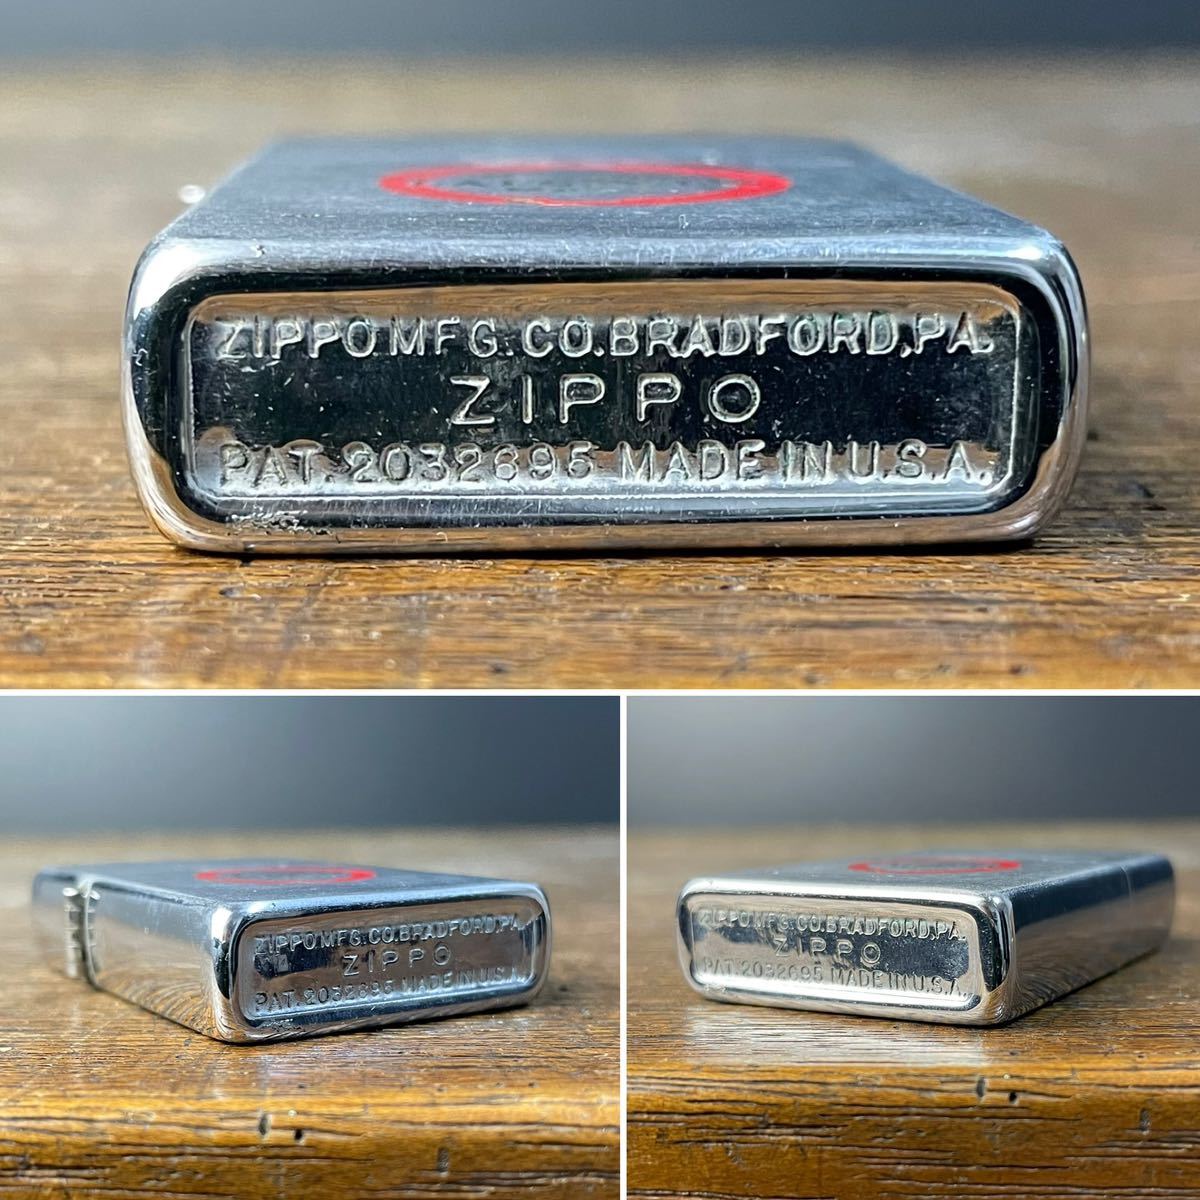 ZIPPO MFG. CO. BRADFORD, PA.
ZIPPO
PAT. 2032695 MADE IN U.S.A.
ZIPPO MFG. CO. BRADFORD, PA.
ZIPPO
PAT. 2032695 MADE IN U.S.A.
ZIPPO MFG. CO. BRADFORD, PA.
ZIPPO
PAT. 2032695 MADE IN U.S.A.